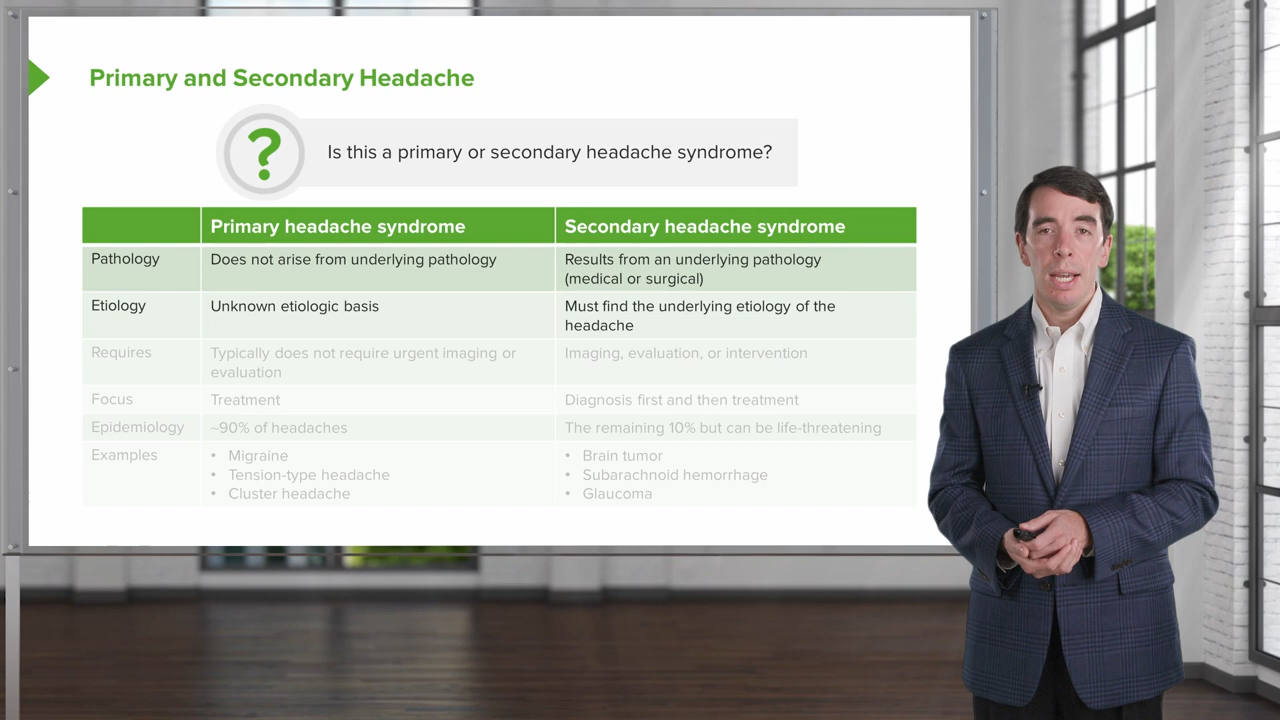 Primary and Secondary Headache
?
Is this a primary or secondary headache syndrome?
Primary headache syndrome
Secondary headache syndrome
Pathology
Does not arise from underlying pathology
Results from an underlying pathology
(medical or surgical)
Etiology
Unknown etiologic basis
Must find the underlying etiology of the
headache
Requires
Typically does not require urgent imaging or
evaluation
Imaging, evaluation, or intervention
Focus
Treatment
Diagnosis first and then treatment
Epidemiology
~90% of headaches
The remaining 10% but can be life-threatening
Examples
• Migraine
• Tension-type headache
• Cluster headache
• Brain tumor
• Subarachnoid hemorrhage
• Glaucoma